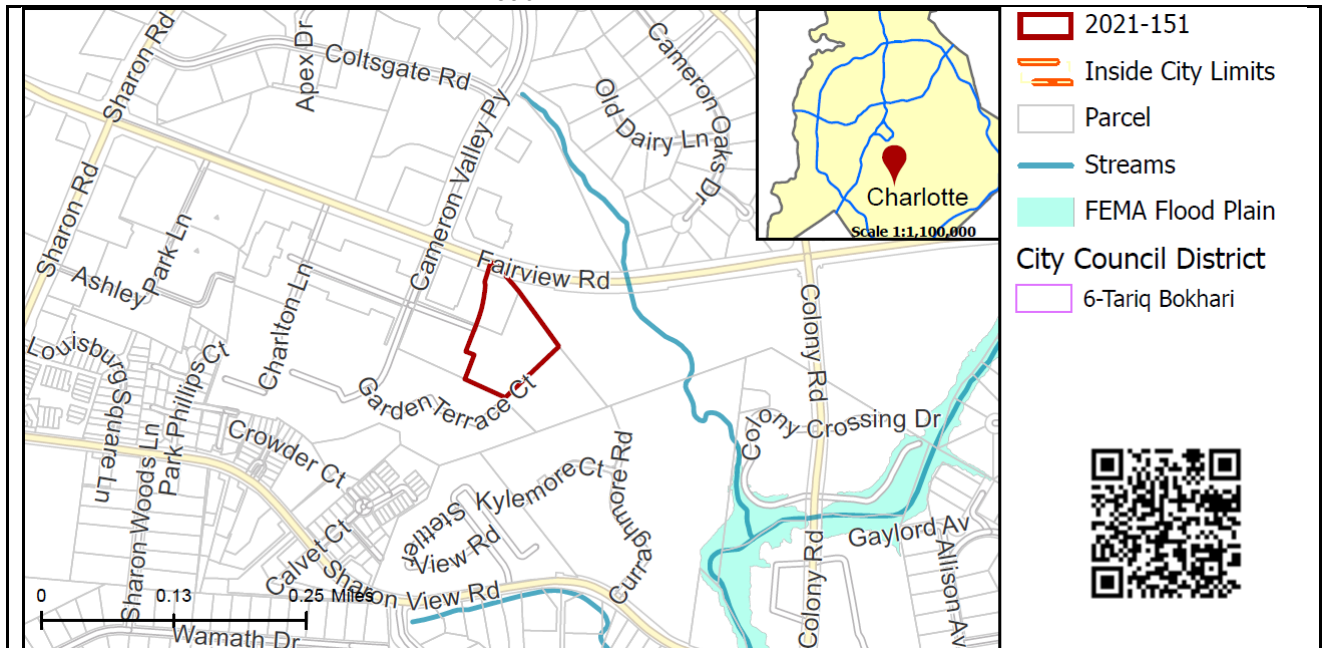 Sharon Rd
Apex Dr
Coltsgate Rd
Cameron Valley Py
Old Dairy Ln
Cameron Oaks Dr
Charlotte
Scale 1:1,100,000
Sharon Rd
Ashley Park Ln
Charlton Ln
Fairview Rd
Colony Rd
Louisburg Square Ln
Park Phillips Ct
Garden Terrace Ct
Colony Crossing Dr
Sharon Woods Ln
Crowder Ct
Kylemore Ct
Stettler View Rd
Curraghmore Rd
Calvet Ct
Sharon View Rd
Gaylord Av
Allison Av
Colony Rd
Wamath Dr
0 0.13 0.25 Miles
2021-151
Inside City Limits
Parcel
Streams
FEMA Flood Plain
City Council District
6-Tariq Bokhari